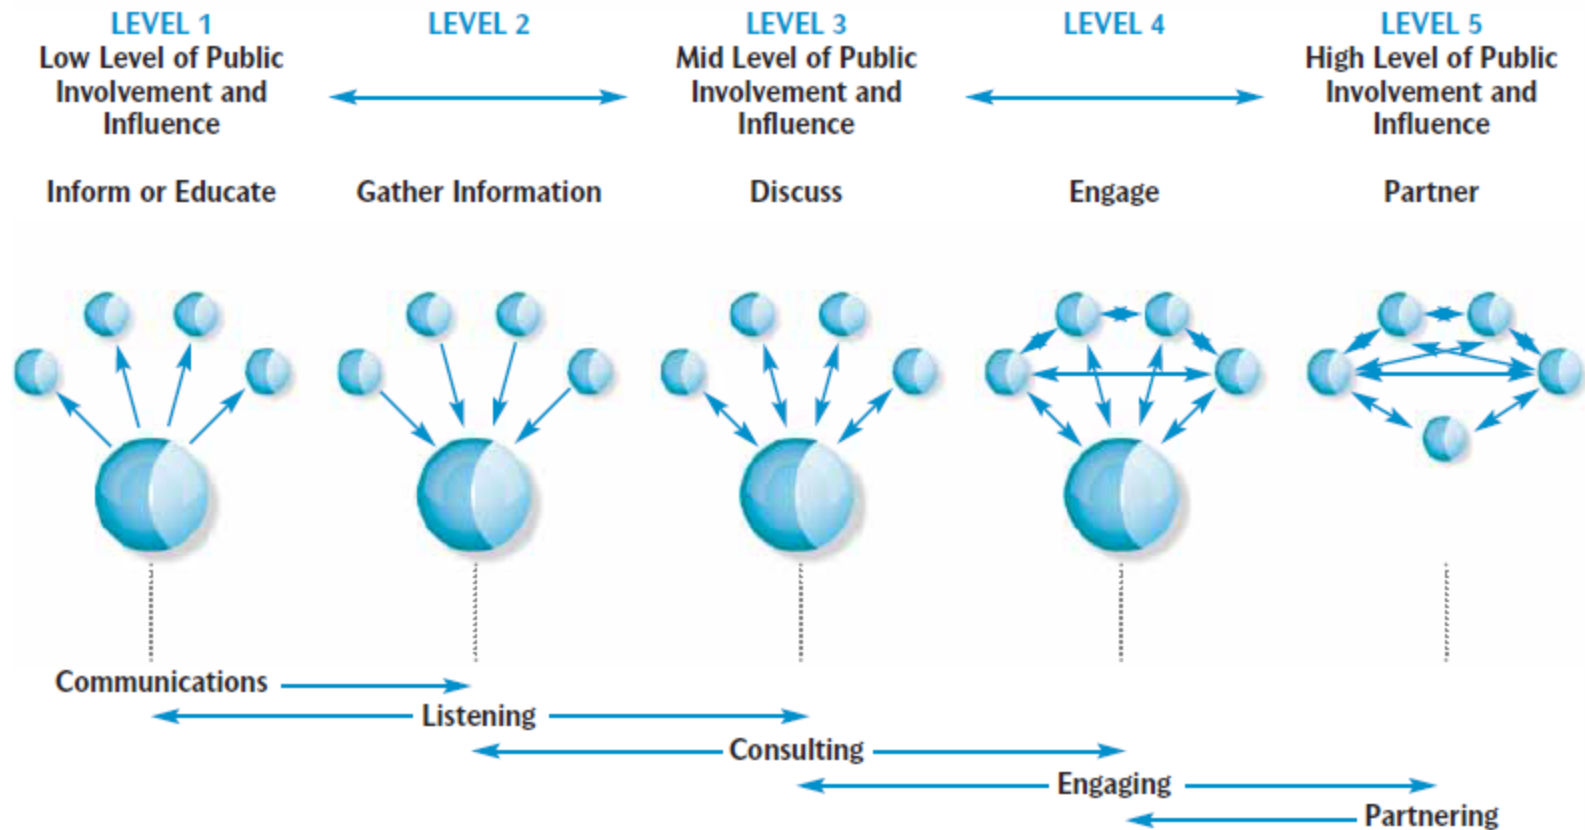 LEVEL 1
Low Level of Public
Involvement and
Influence
Inform or Educate
LEVEL 2
Gather Information
LEVEL 3
Mid Level of Public
Involvement and
Influence
Discuss
LEVEL 4
Engage
LEVEL 5
High Level of Public
Involvement and
Influence
Partner
Communications
Listening
Consulting
Engaging
Partnering